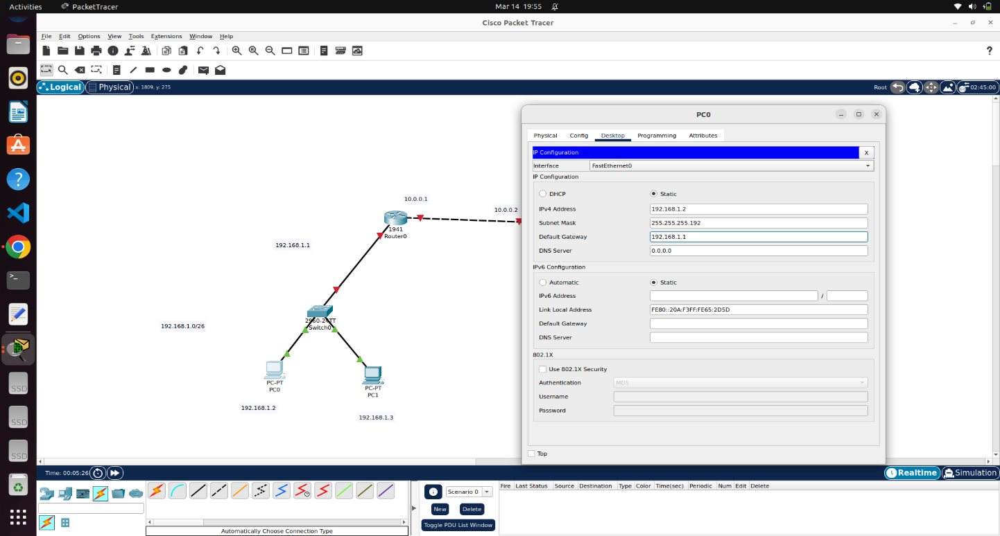 Activities PacketTracer Mar 14 19:55
Cisco Packet Tracer
File Edit Options View Tools Extensions Window Help
?
Logical Physical x: 1809, y: 275 Root 02:45:00
10.0.0.1
10.0.0.2
1941
Router0
192.168.1.1
2960-24TT
Switch0
192.168.1.0/26
PC-PT
PC0
PC-PT
PC1
192.168.1.2
192.168.1.3
PC0
Physical Config Desktop Programming Attributes
IP Configuration X
Interface FastEthernet0
IP Configuration
DHCP Static
IPv4 Address 192.168.1.2
Subnet Mask 255.255.255.192
Default Gateway 192.168.1.1
DNS Server 0.0.0.0
IPv6 Configuration
Automatic Static
IPv6 Address /
Link Local Address FE80::20A:F3FF:FE65:2D5D
Default Gateway
DNS Server
802.1X
Use 802.1X Security
Authentication MD5
Username
Password
Top
Time: 00:05:26 Realtime Simulation
Scenario 0
New Delete
Toggle PDU List Window
Fire Last Status Source Destination Type Color Time(sec) Periodic Num Edit Delete
Automatically Choose Connection Type
SSD
SSD
SSD